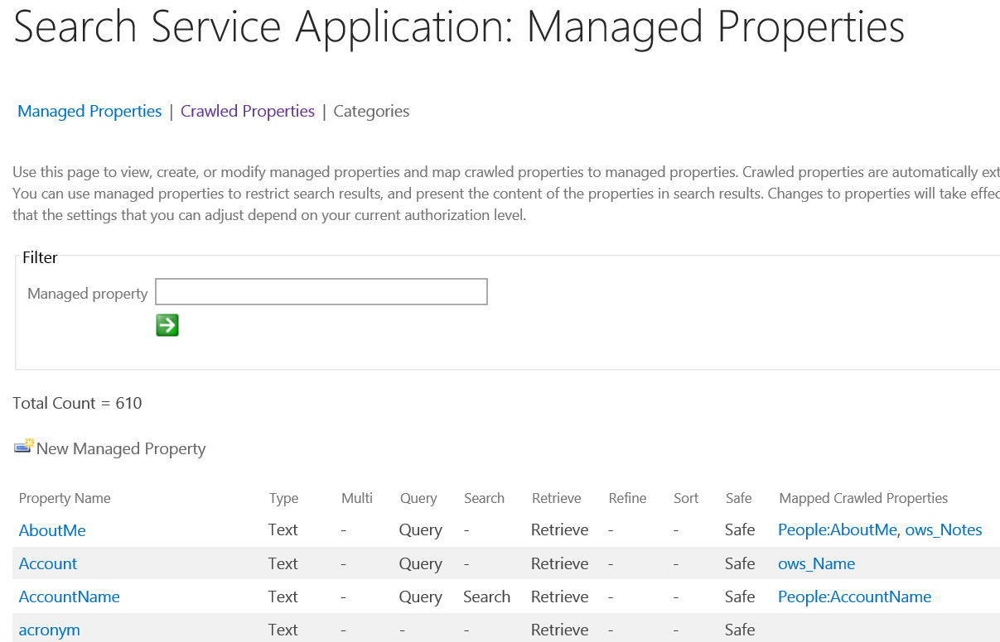 Search Service Application: Managed Properties
Managed Properties | Crawled Properties | Categories
Use this page to view, create, or modify managed properties and map crawled properties to managed properties. Crawled properties are automatically
You can use managed properties to restrict search results, and present the content of the properties in search results. Changes to properties will take
that the settings that you can adjust depend on your current authorization level.
Filter
Managed property
Total Count = 610
New Managed Property
Property Name Type Multi Query Search Retrieve Refine Sort Safe Mapped Crawled Properties
AboutMe Text - Query - Retrieve - - Safe People:AboutMe, ows_Notes
Account Text - Query - Retrieve - - Safe ows_Name
AccountName Text - Query Search Retrieve - - Safe People:AccountName
acronym Text - - - Retrieve - - Safe